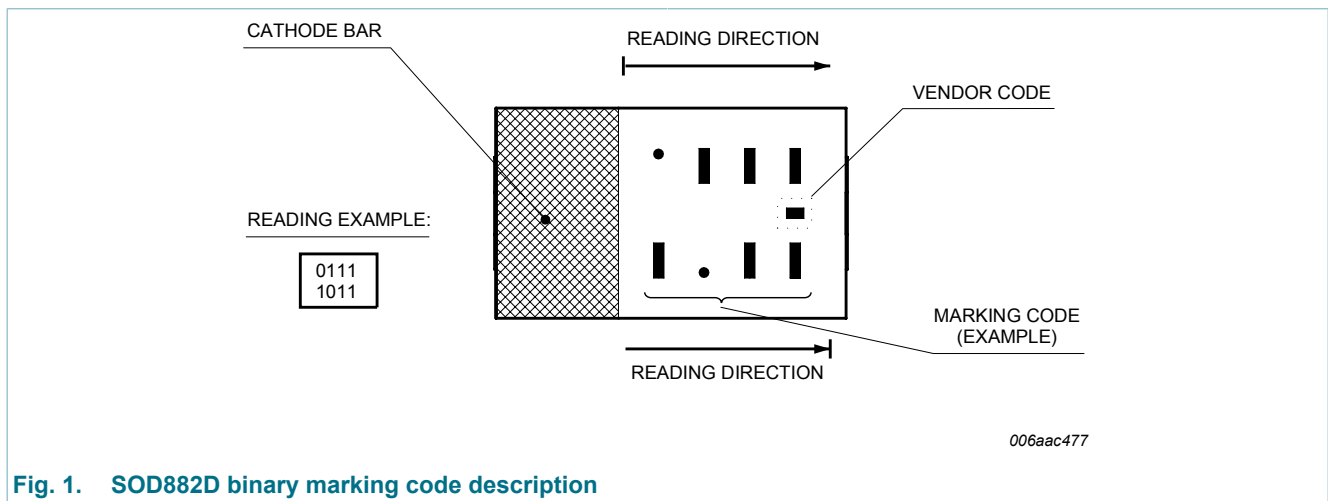 CATHODE BAR
READING DIRECTION
VENDOR CODE
READING EXAMPLE:
0111
1011
MARKING CODE
(EXAMPLE)
READING DIRECTION
006aac477
Fig. 1. SOD882D binary marking code description